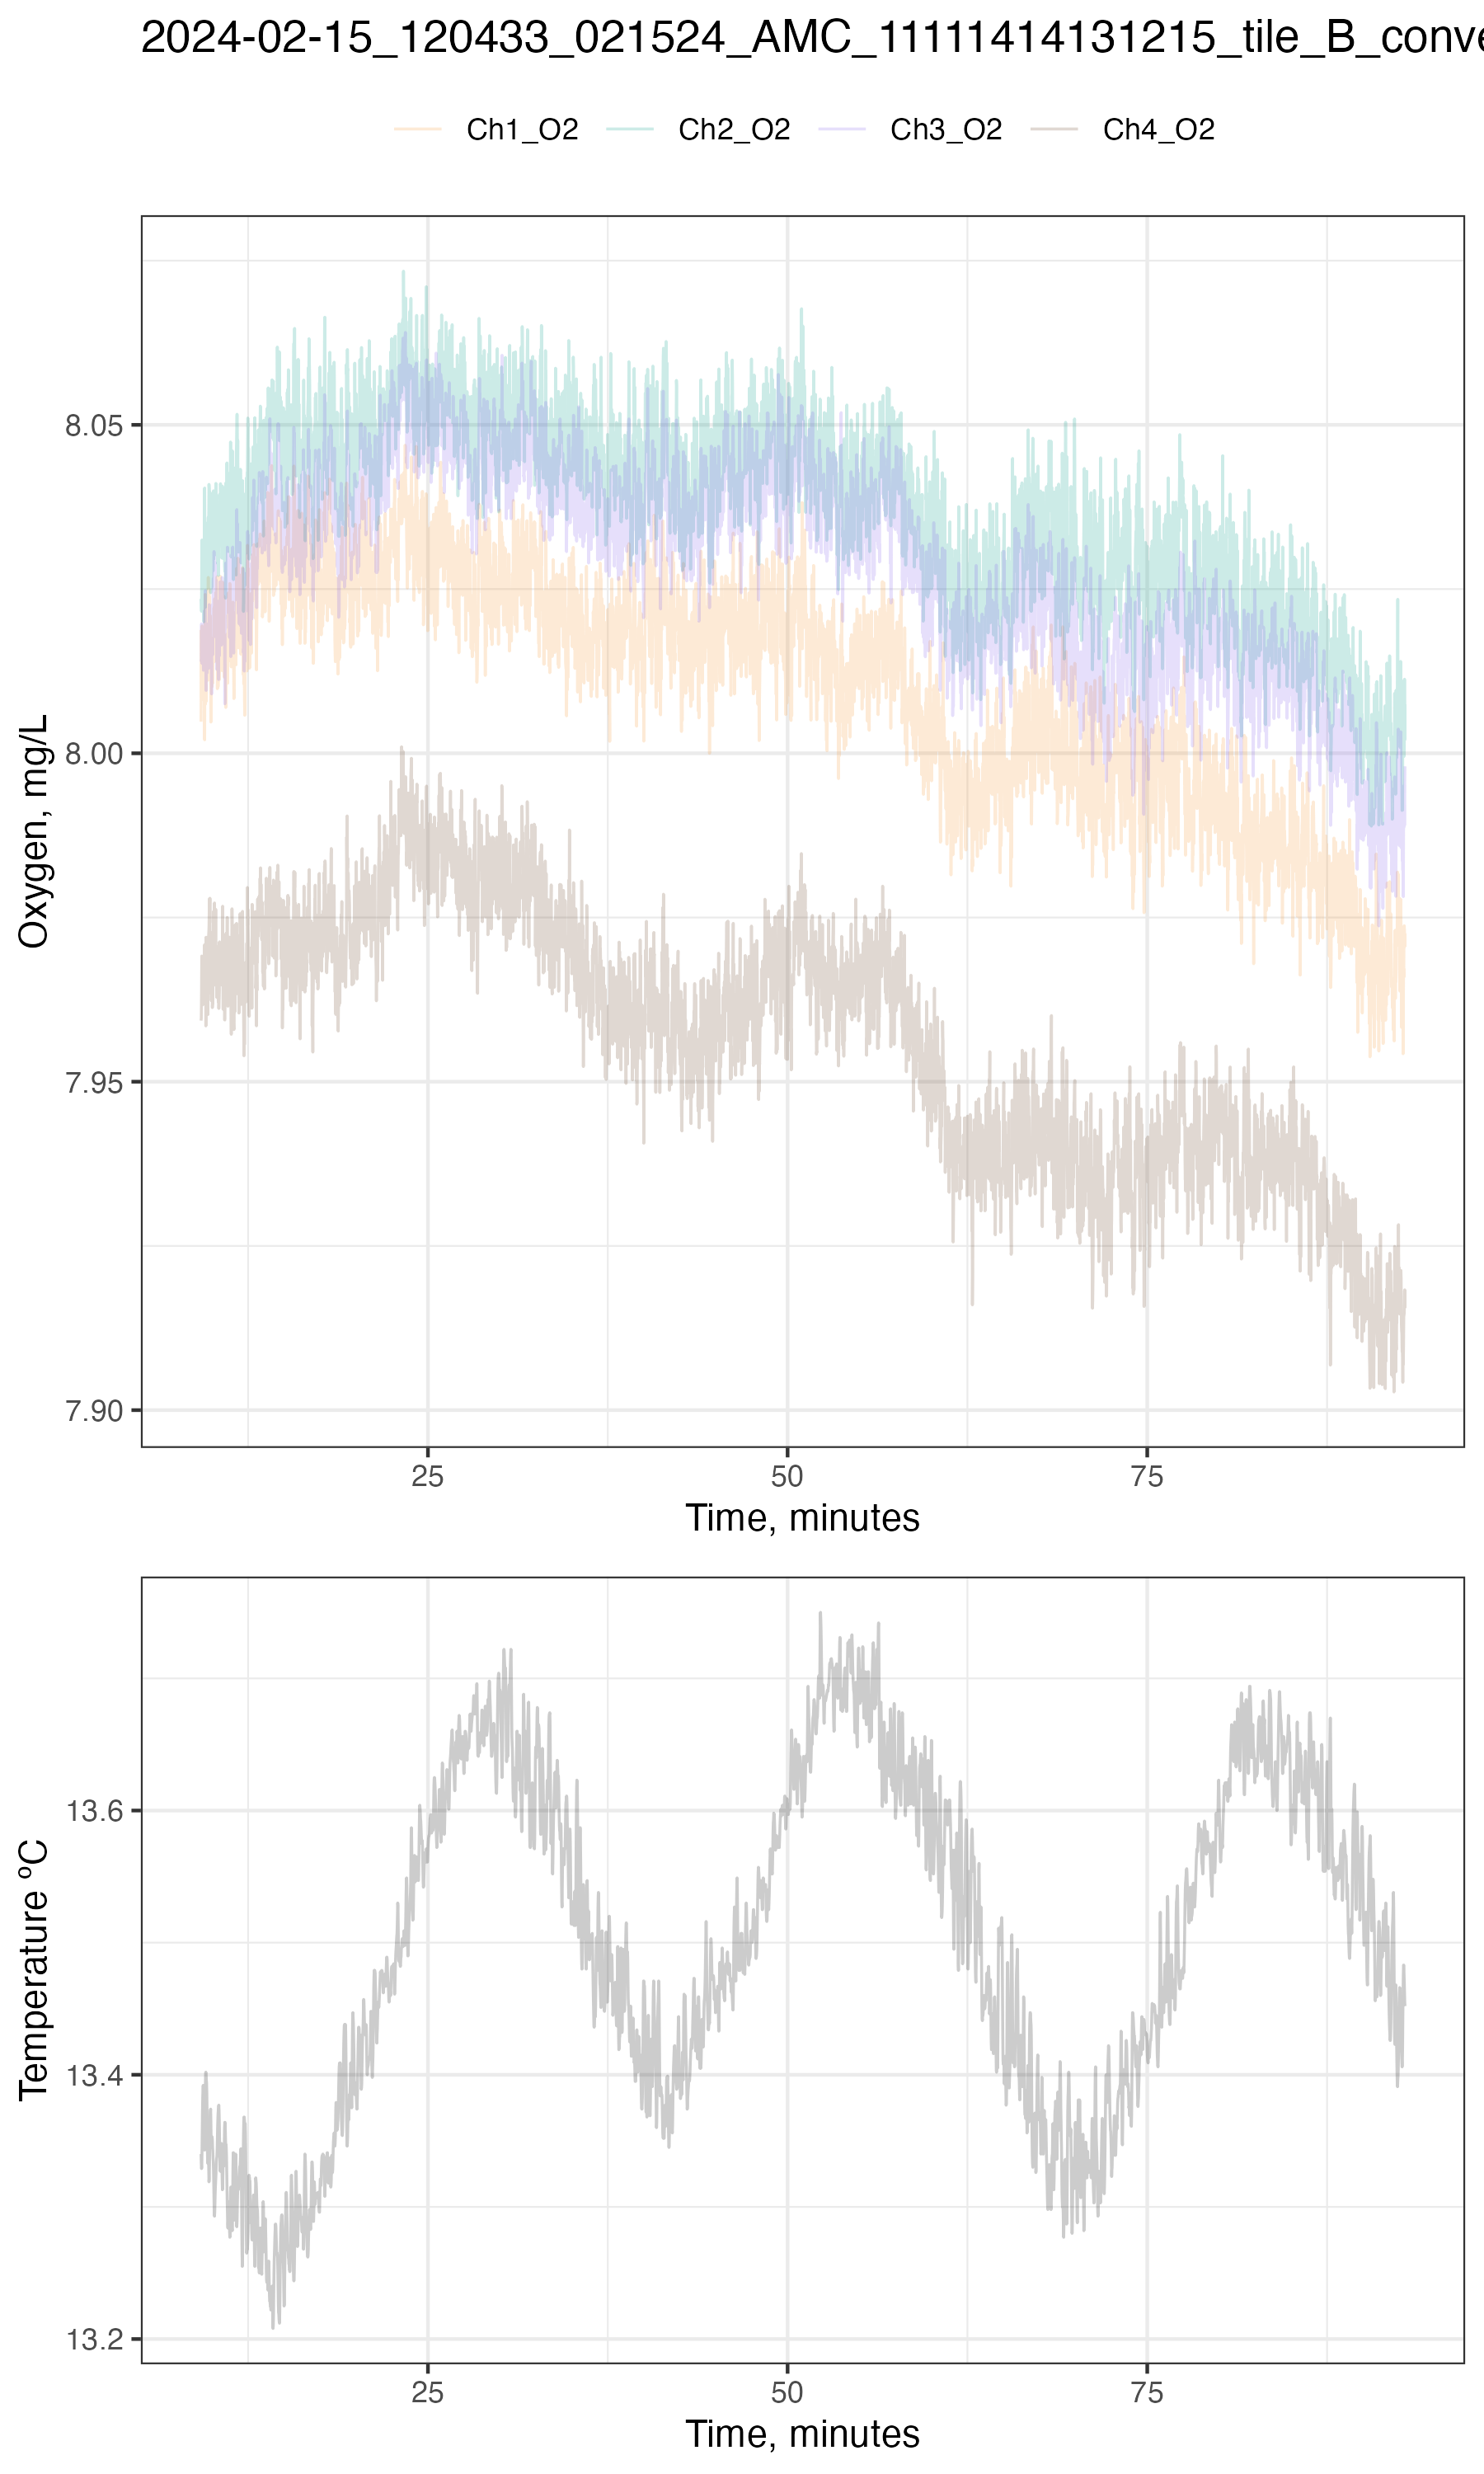 2024-02-15_120433_021524_AMC_11111414131215_tile_B_conve
Ch1_O2 Ch2_O2 Ch3_O2 Ch4_O2
Oxygen, mg/L
8.05
8.00
7.95
7.90
25 50 75
Time, minutes
Temperature ºC
13.6
13.4
13.2
25 50 75
Time, minutes